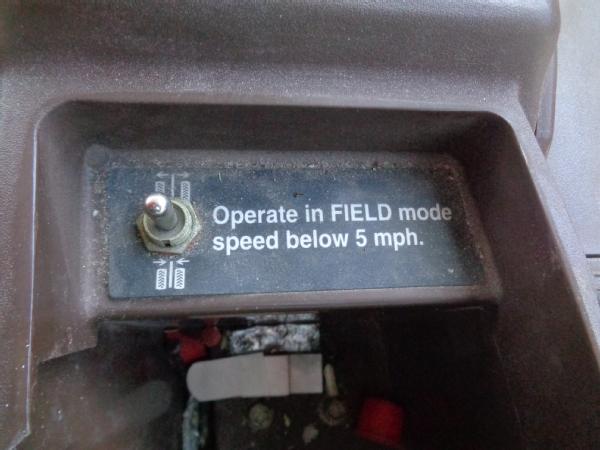 Operate in FIELD mode
speed below 5 mph.